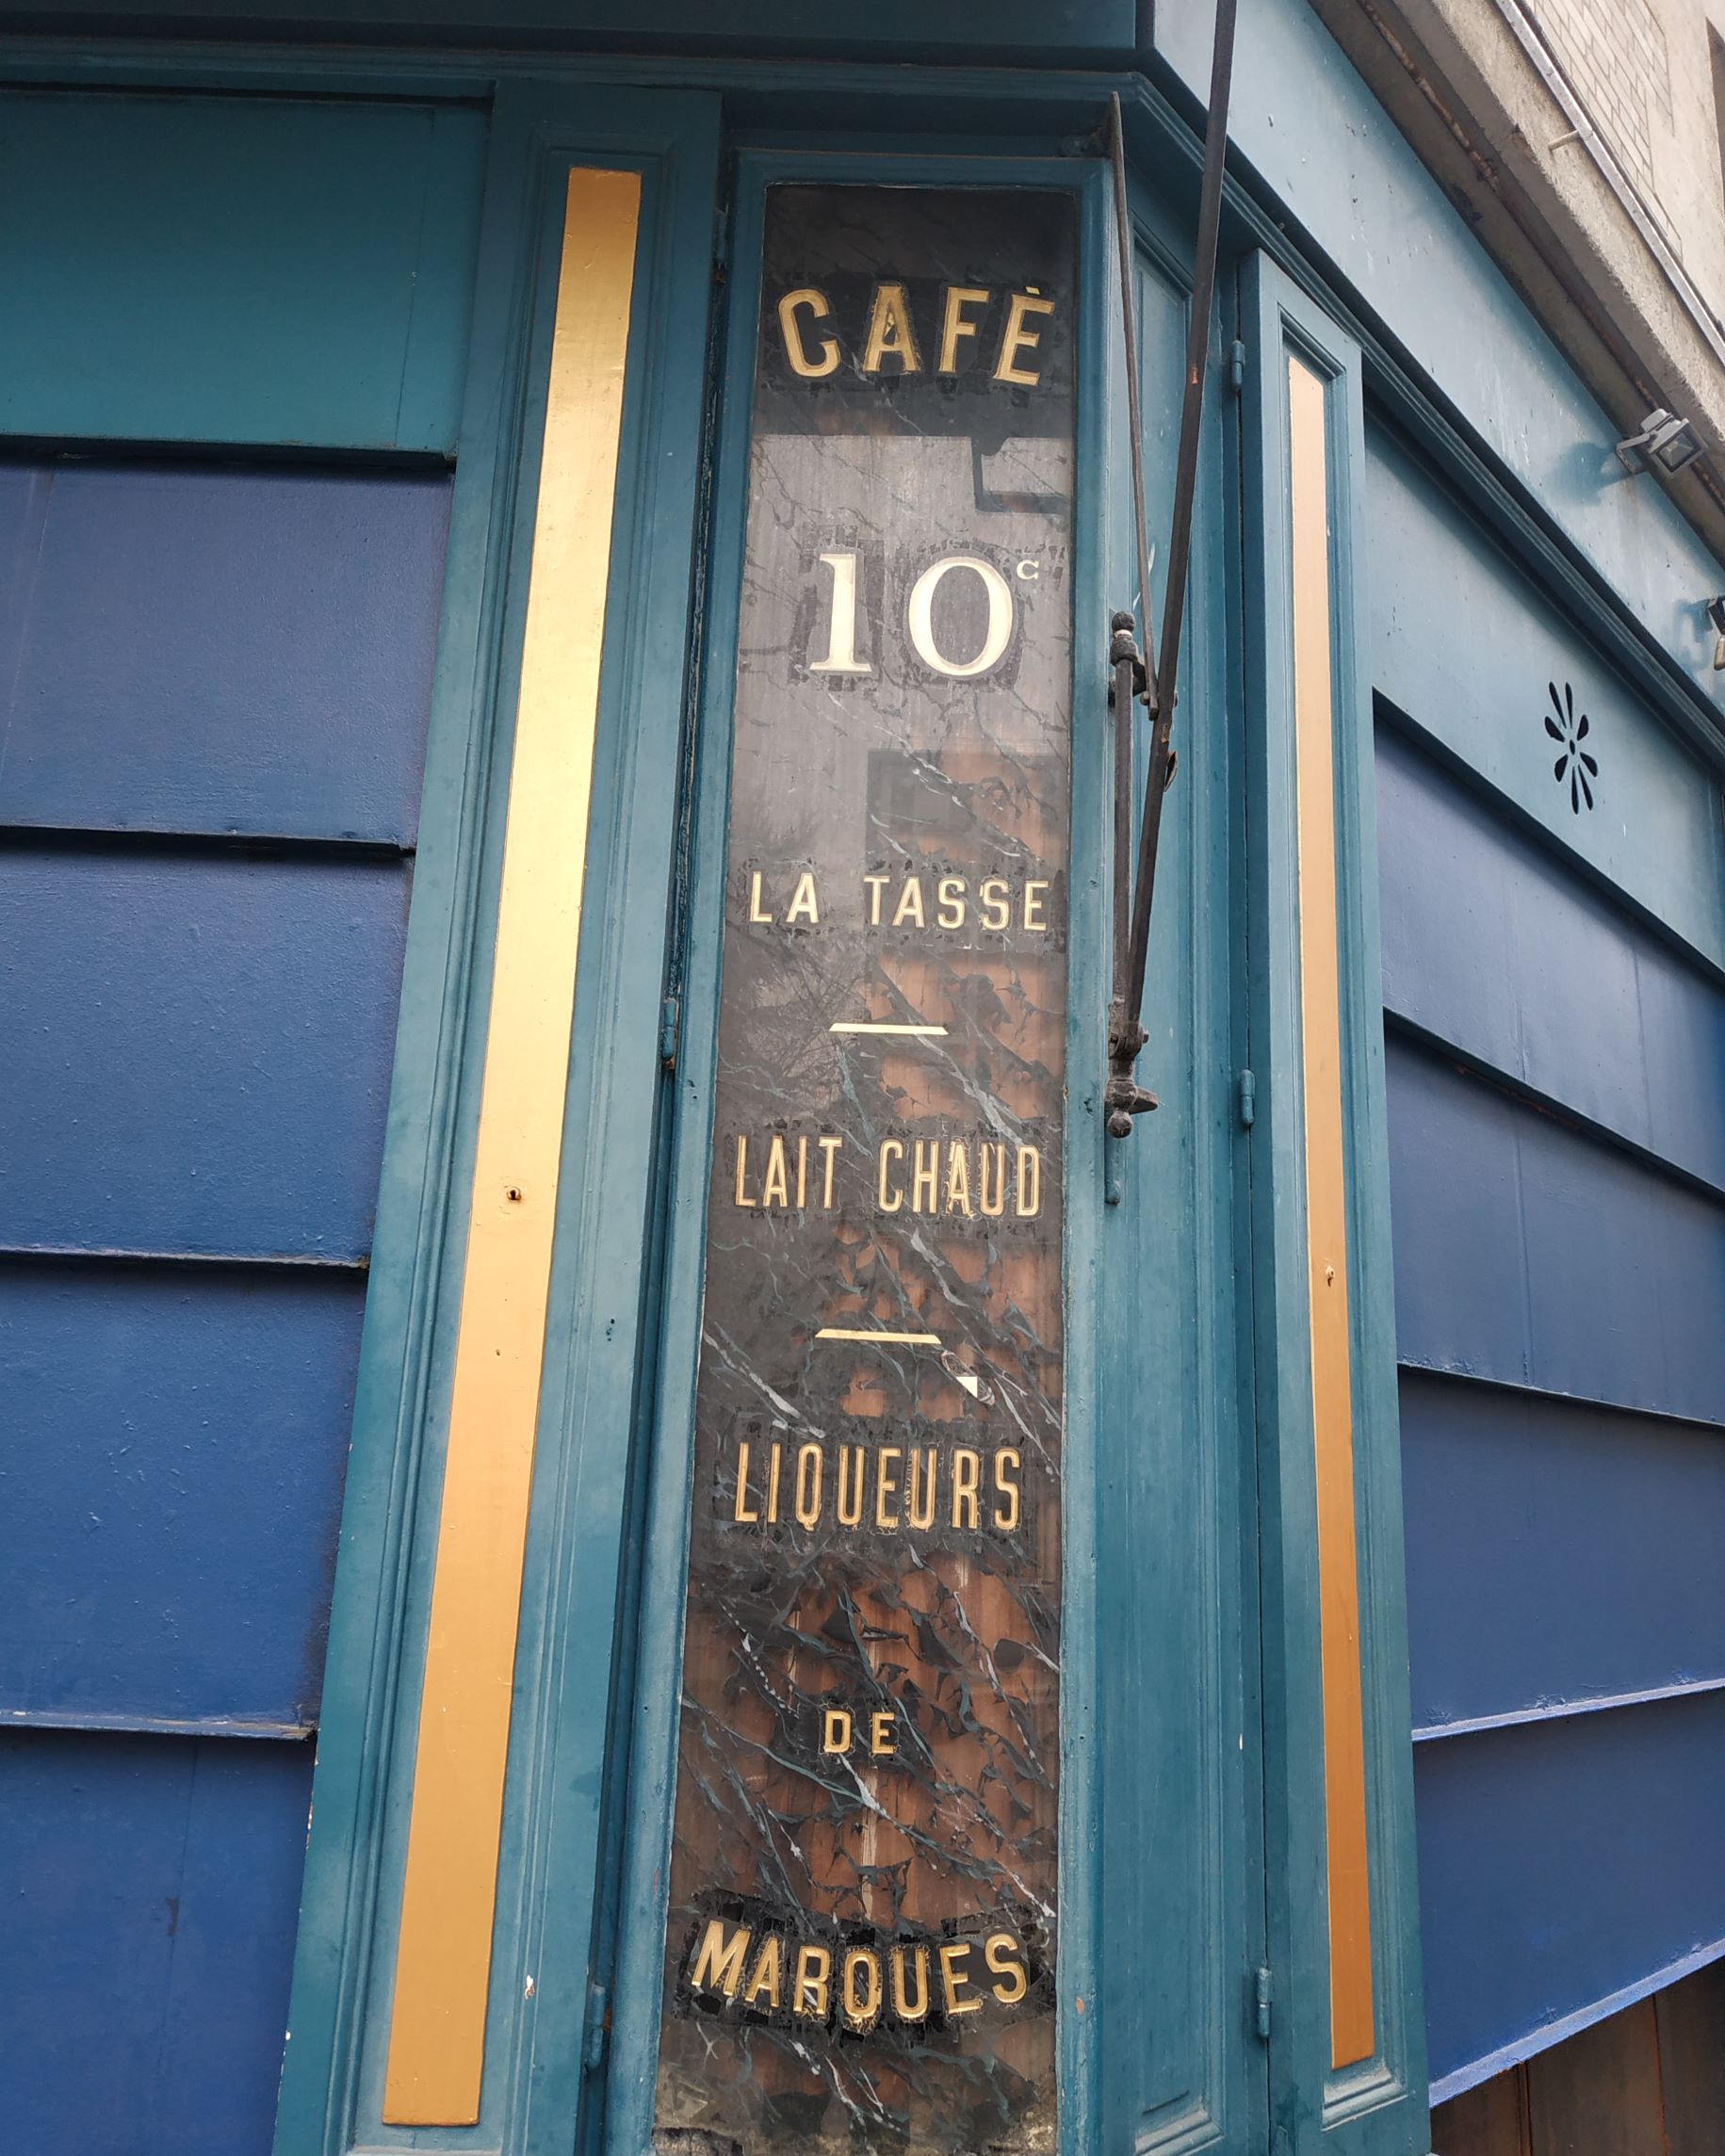 CAFÈ
10c
LA TASSE
LAIT CHAUD
LIQUEURS
DE
MARQUES